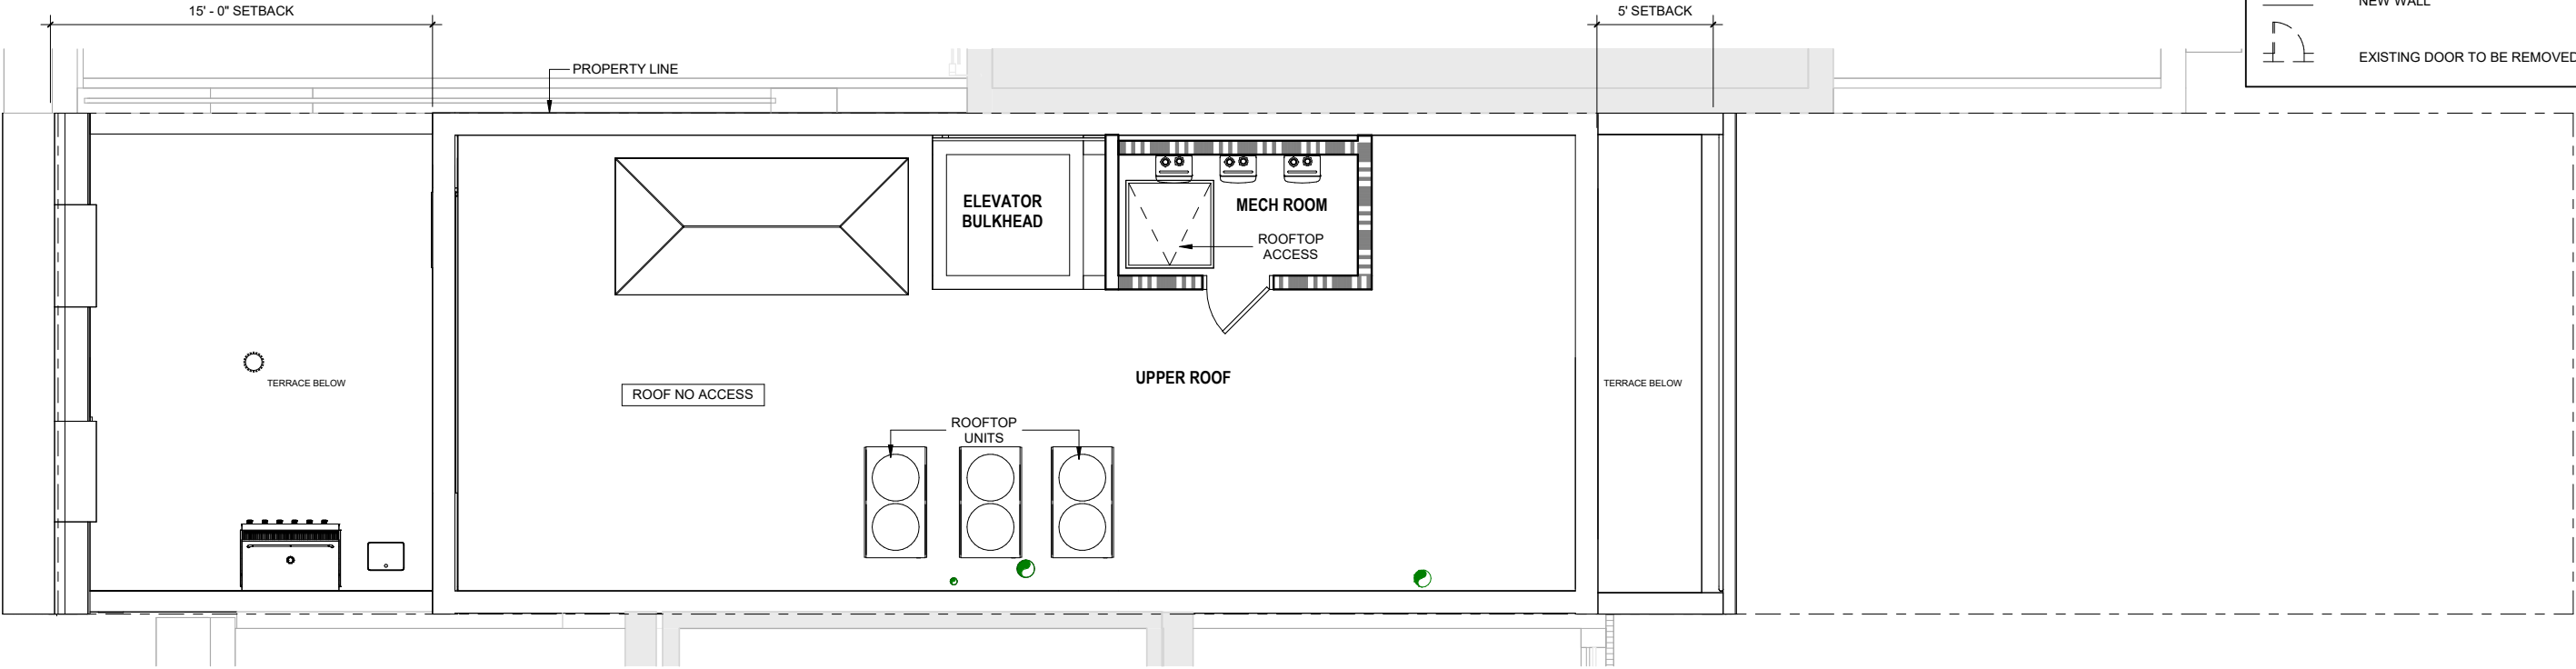 15' - 0" SETBACK
5' SETBACK
NEW WALL
EXISTING DOOR TO BE REMOVED
PROPERTY LINE
ELEVATOR
BULKHEAD
MECH ROOM
ROOFTOP
ACCESS
UPPER ROOF
TERRACE BELOW
ROOF NO ACCESS
TERRACE BELOW
ROOFTOP
UNITS